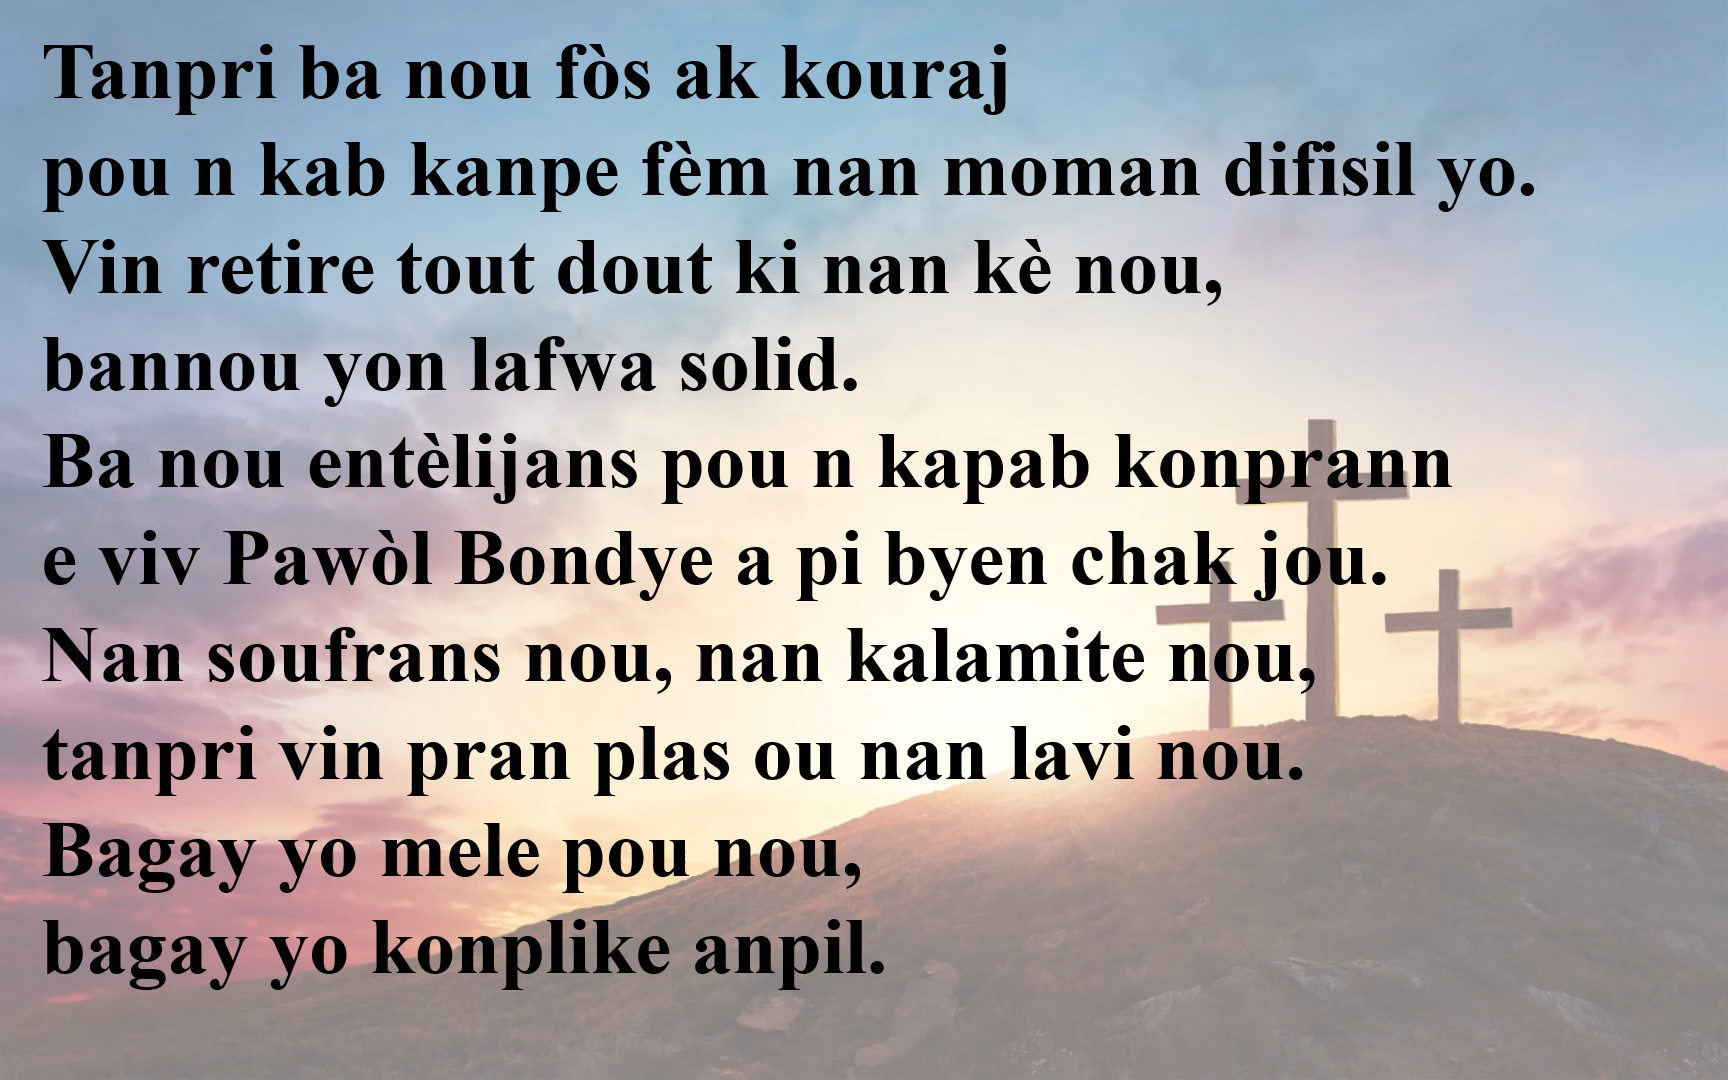 Tanpri ba nou fòs ak kouraj
pou n kab kanpe fèm nan moman difisil yo.
Vin retire tout dout ki nan kè nou,
bannou yon lafwa solid.
Ba nou entèlijans pou n kapab konprann
e viv Pawòl Bondye a pi byen chak jou.
Nan soufrans nou, nan kalamite nou,
tanpri vin pran plas ou nan lavi nou.
Bagay yo mele pou nou,
bagay yo konplike anpil.